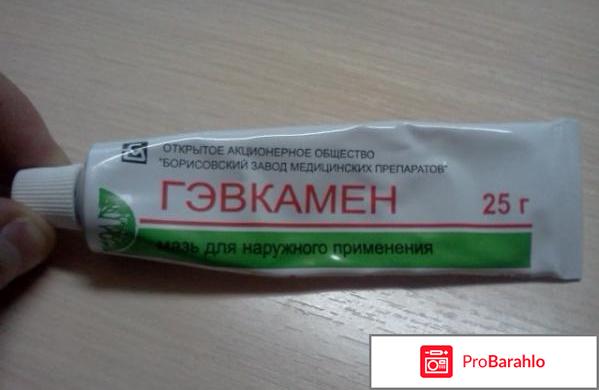 ОТКРЫТОЕ АКЦИОНЕРНОЕ ОБЩЕСТВО
"БОРИСОВСКИЙ ЗАВОД МЕДИЦИНСКИХ ПРЕПАРАТОВ"
ГЭВКАМЕН 25 г
мазь для наружного применения
ProBarahlo